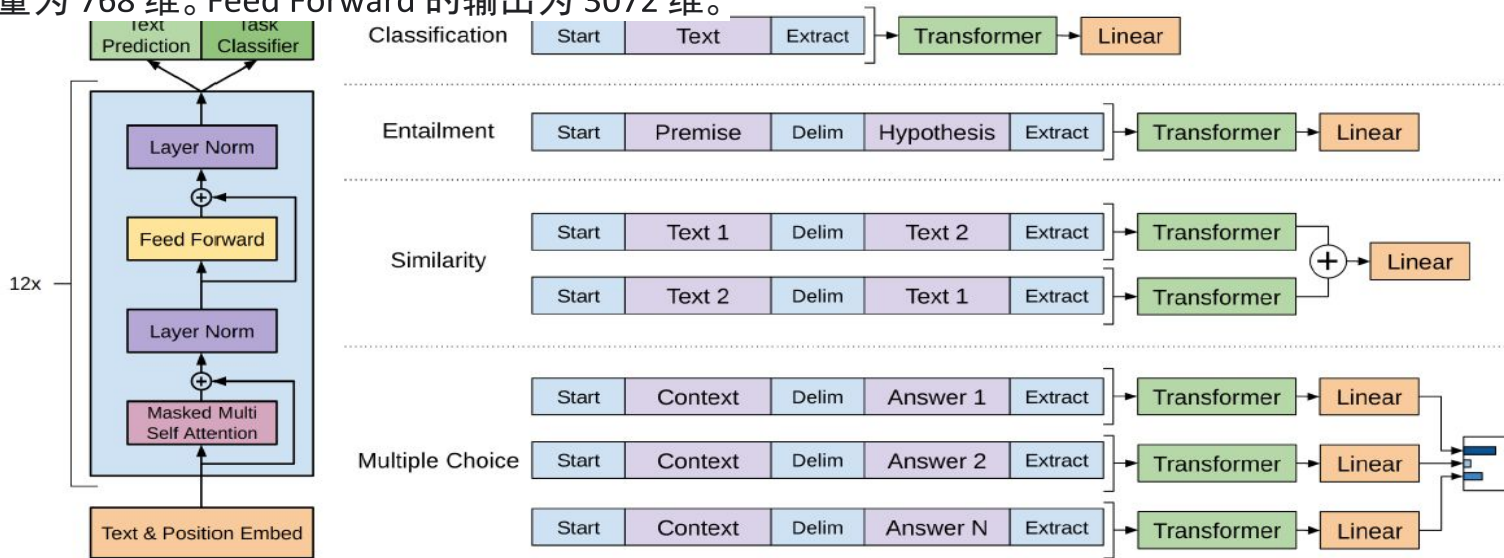 量为 768 维。Feed Forward 的输出为 3072 维。
Text Prediction
Task Classifier
Layer Norm
Feed Forward
12x
Layer Norm
Masked Multi Self Attention
Text & Position Embed
Classification Start Text Extract Transformer Linear
Entailment Start Premise Delim Hypothesis Extract Transformer Linear
Similarity
Start Text 1 Delim Text 2 Extract Transformer
Start Text 2 Delim Text 1 Extract Transformer
+ Linear
Multiple Choice
Start Context Delim Answer 1 Extract Transformer Linear
Start Context Delim Answer 2 Extract Transformer Linear
Start Context Delim Answer N Extract Transformer Linear